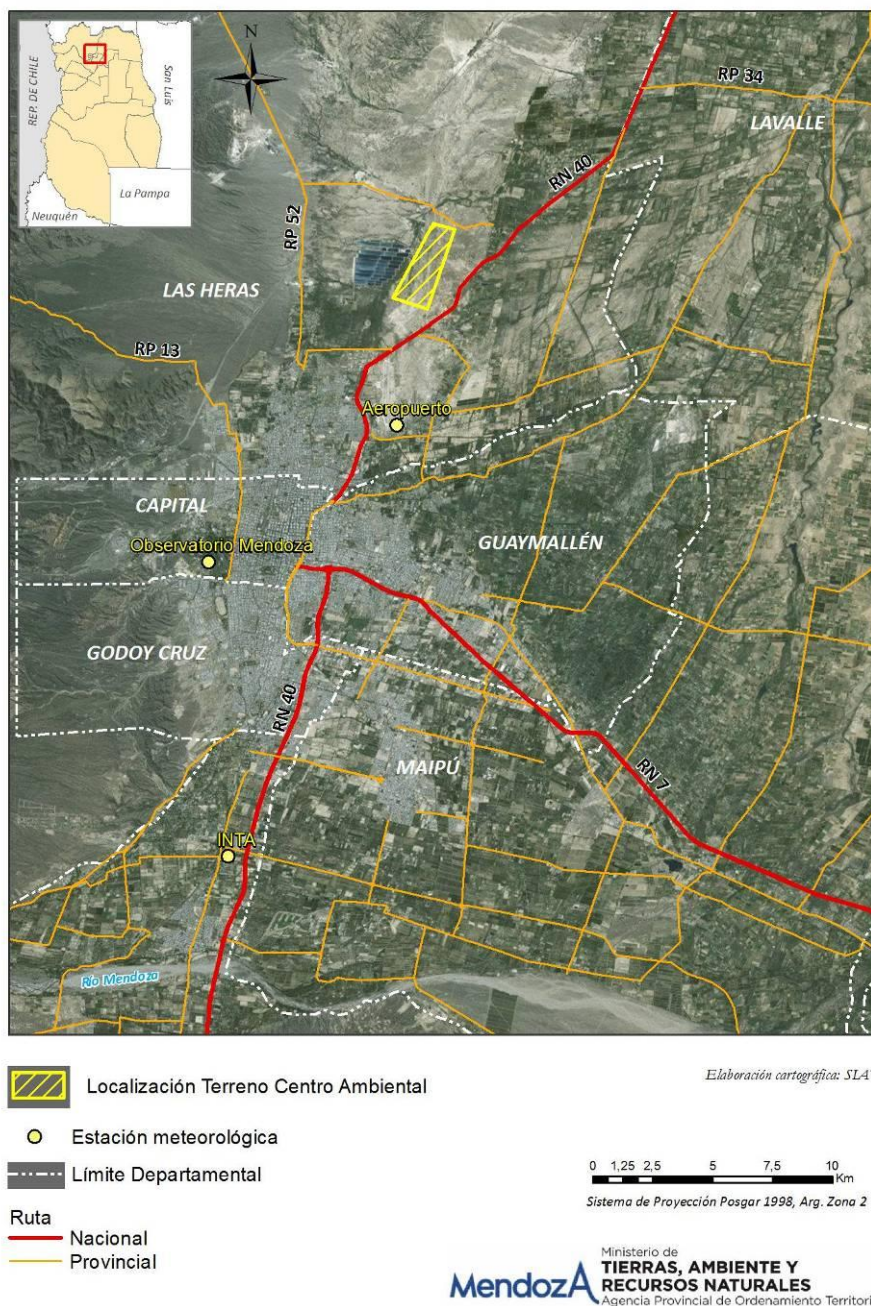 REP. DE CHILE
San Luis
La Pampa
Neuquén
N
RP 34
LAVALLE
RN 40
RP 52
LAS HERAS
RP 13
Aeropuerto
CAPITAL
Observatorio Mendoza
GUAYMALLÉN
GODOY CRUZ
RN 40
MAIPÚ
RN 7
INTA
Río Mendoza
Localización Terreno Centro Ambiental
Elaboración cartográfica: SLA
Estación meteorológica
Límite Departamental
0 1,25 2,5 5 7,5 10
Km
Sistema de Proyección Posgar 1998, Arg. Zona 2
Ruta
Nacional
Provincial
MendozA
Ministerio de
TIERRAS, AMBIENTE Y
RECURSOS NATURALES
Agencia Provincial de Ordenamiento Territori